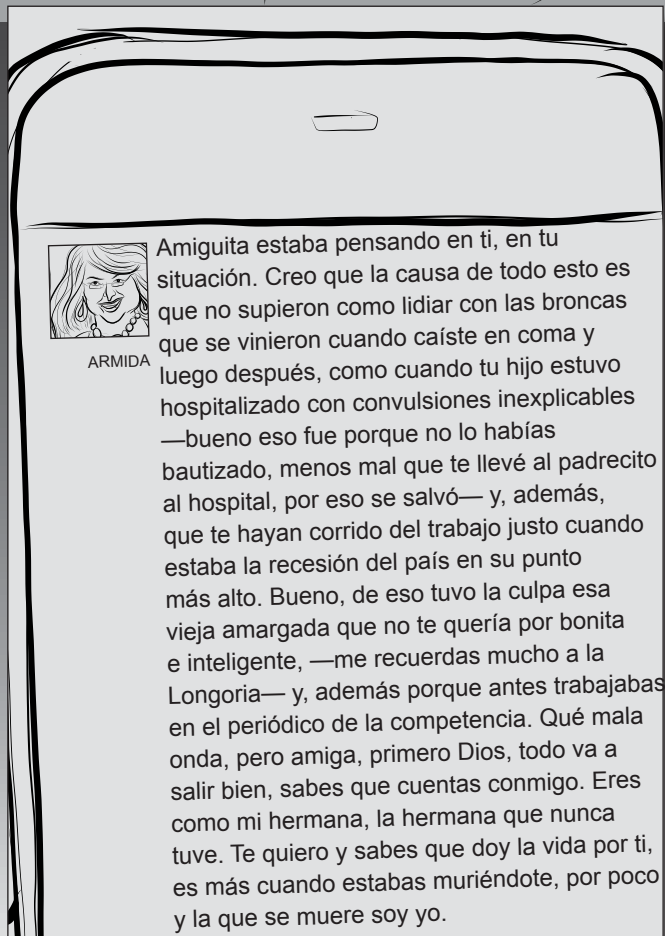 Amiguita estaba pensando en ti, en tu
situación. Creo que la causa de todo esto es
que no supieron como lidiar con las broncas
que se vinieron cuando caíste en coma y
luego después, como cuando tu hijo estuvo
hospitalizado con convulsiones inexplicables
—bueno eso fue porque no lo habías
bautizado, menos mal que te llevé al padrecito
al hospital, por eso se salvó— y, además,
que te hayan corrido del trabajo justo cuando
estaba la recesión del país en su punto
más alto. Bueno, de eso tuvo la culpa esa
vieja amargada que no te quería por bonita
e inteligente, —me recuerdas mucho a la
Longoria— y, además porque antes trabajabas
en el periódico de la competencia. Qué mala
onda, pero amiga, primero Dios, todo va a
salir bien, sabes que cuentas conmigo. Eres
como mi hermana, la hermana que nunca
tuve. Te quiero y sabes que doy la vida por ti,
es más cuando estabas muriéndote, por poco
y la que se muere soy yo.
ARMIDA